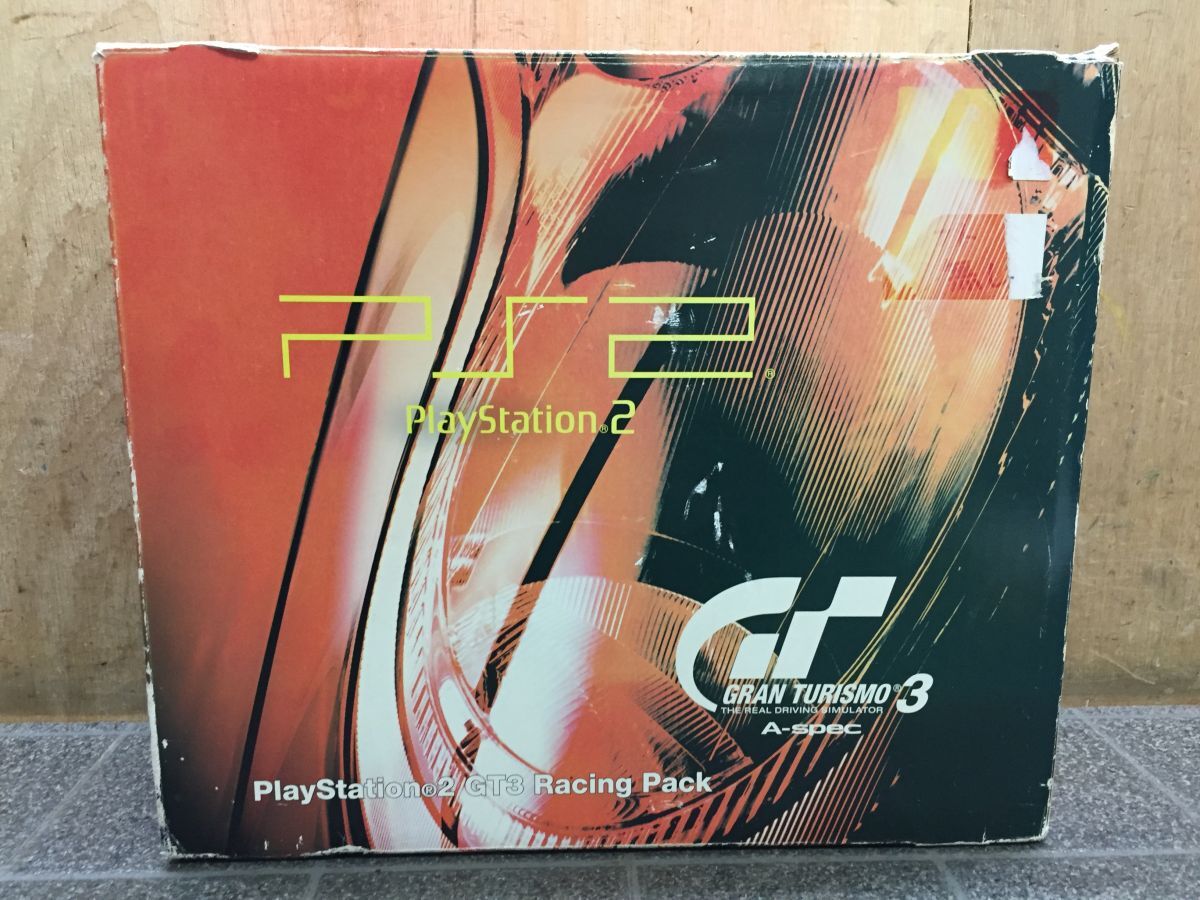 PS2®
PlayStation®2
GT
GRAN TURISMO®3
THE REAL DRIVING SIMULATOR
A-spec
PlayStation®2 GT3 Racing Pack